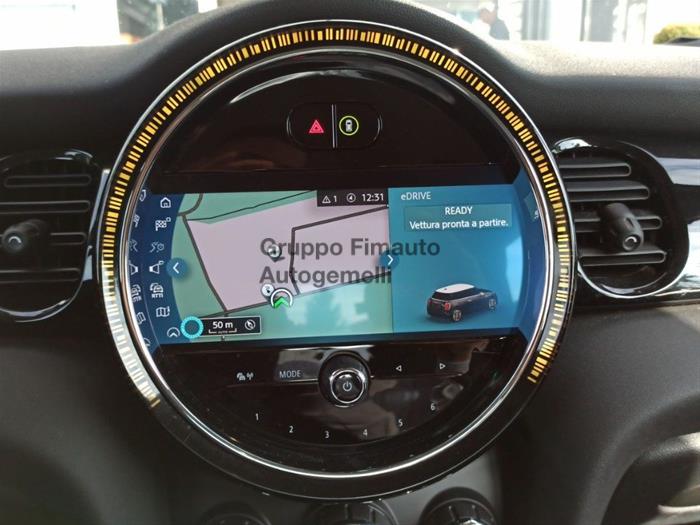 1 12:31
eDRIVE
READY
Vettura pronta a partire.
Gruppo Fimauto
Autogemelli
50 m
AUTO
MODE
1 2 3 4 5 6